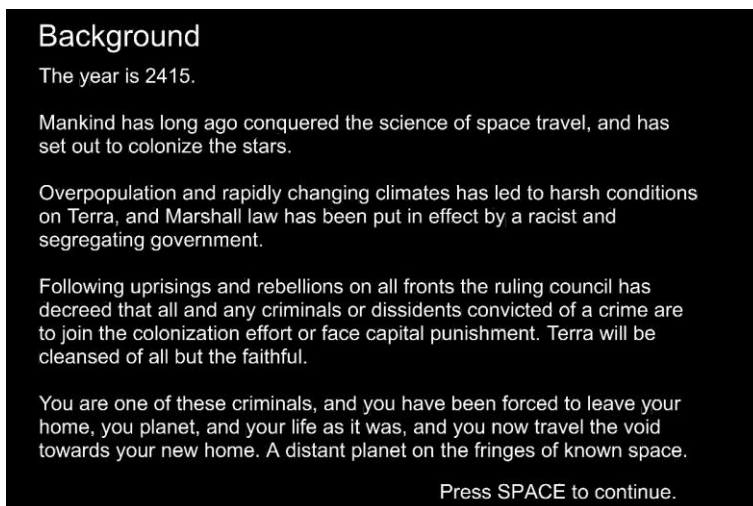 Background
The year is 2415.
Mankind has long ago conquered the science of space travel, and has
set out to colonize the stars.
Overpopulation and rapidly changing climates has led to harsh conditions
on Terra, and Marshall law has been put in effect by a racist and
segregating government.
Following uprisings and rebellions on all fronts the ruling council has
decreed that all and any criminals or dissidents convicted of a crime are
to join the colonization effort or face capital punishment. Terra will be
cleansed of all but the faithful.
You are one of these criminals, and you have been forced to leave your
home, you planet, and your life as it was, and you now travel the void
towards your new home. A distant planet on the fringes of known space.
Press SPACE to continue.